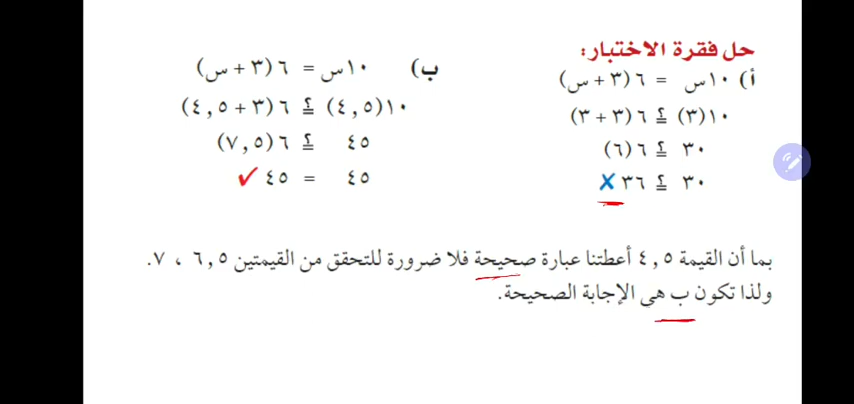 حل فقرة الاختبار:
أ) ١٠س = ٦(٣ + س)
١٠(٣) ≟ ٦(٣ + ٣)
٣٠ ≟ ٦(٦)
٣٠ ≟ ٣٦ ✗
ب) ١٠س = ٦(٣ + س)
١٠(٤,٥) ≟ ٦(٣ + ٤,٥)
٤٥ ≟ ٦(٧,٥)
٤٥ = ٤٥ ✓
بما أن القيمة ٤,٥ أعطتنا عبارة صحيحة فلا ضرورة للتحقق من القيمتين ٦,٥ ، ٧.
ولذا تكون ب هي الإجابة الصحيحة.